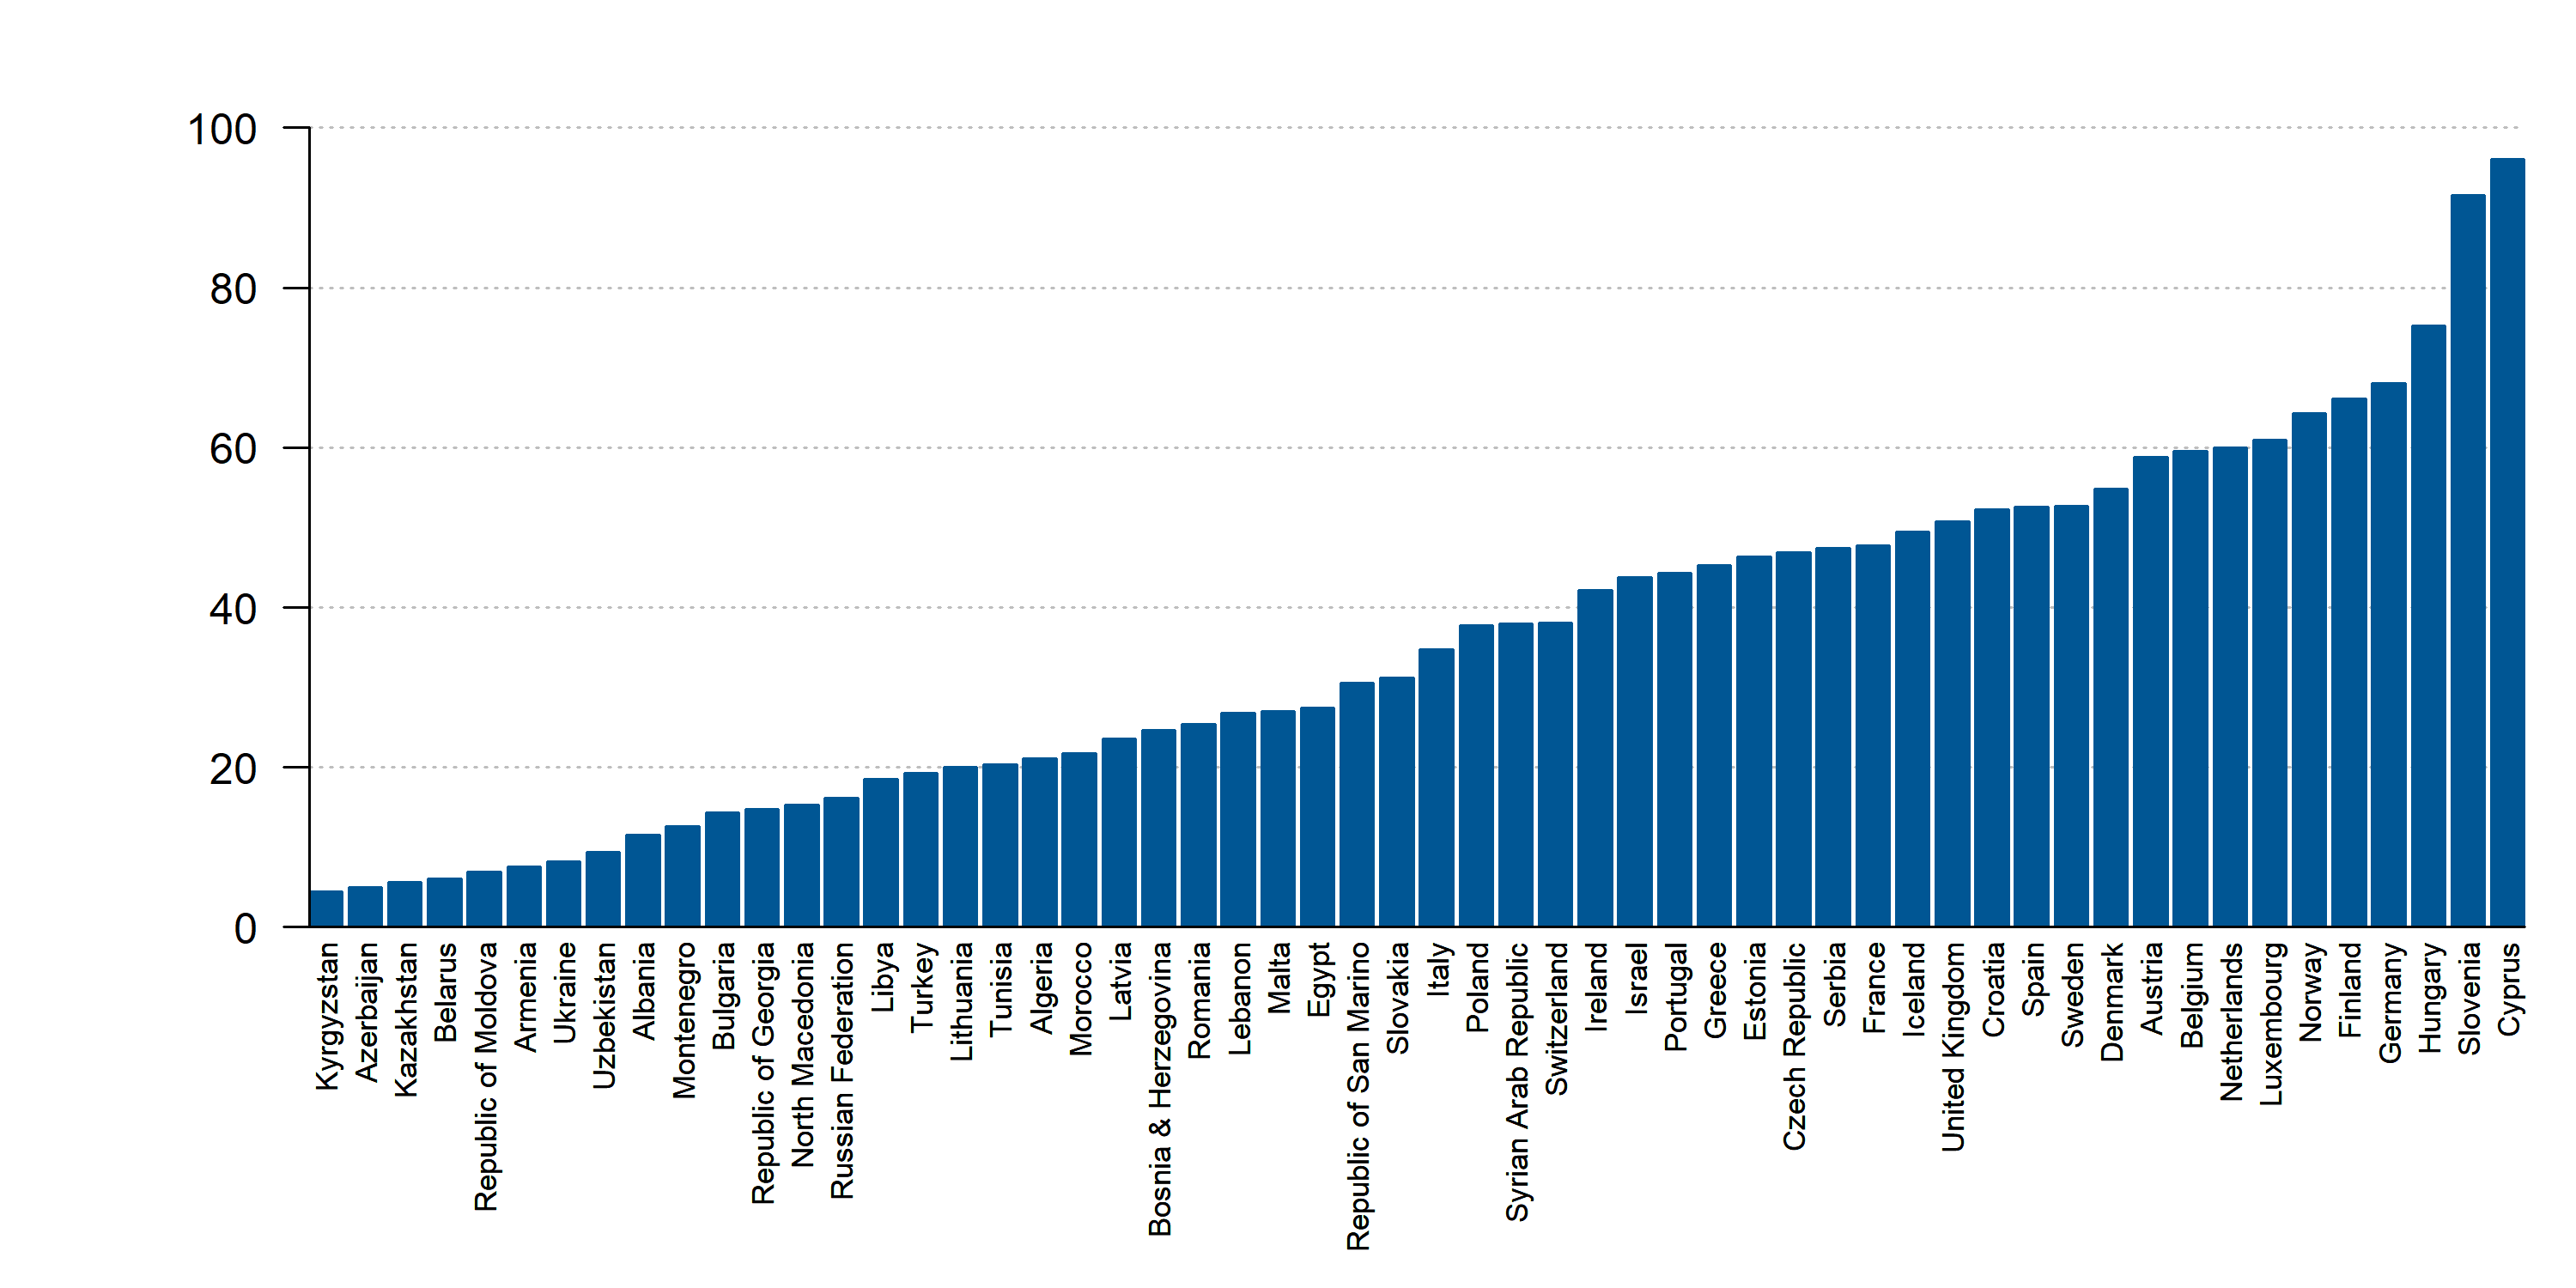 100
80
60
40
20
0
Kyrgyzstan
Azerbaijan
Kazakhstan
Belarus
Republic of Moldova
Armenia
Ukraine
Uzbekistan
Albania
Montenegro
Bulgaria
Republic of Georgia
North Macedonia
Russian Federation
Libya
Turkey
Lithuania
Tunisia
Algeria
Morocco
Latvia
Bosnia & Herzegovina
Romania
Lebanon
Malta
Egypt
Republic of San Marino
Slovakia
Italy
Poland
Syrian Arab Republic
Switzerland
Ireland
Israel
Portugal
Greece
Estonia
Czech Republic
Serbia
France
Iceland
United Kingdom
Croatia
Spain
Sweden
Denmark
Austria
Belgium
Netherlands
Luxembourg
Norway
Finland
Germany
Hungary
Slovenia
Cyprus